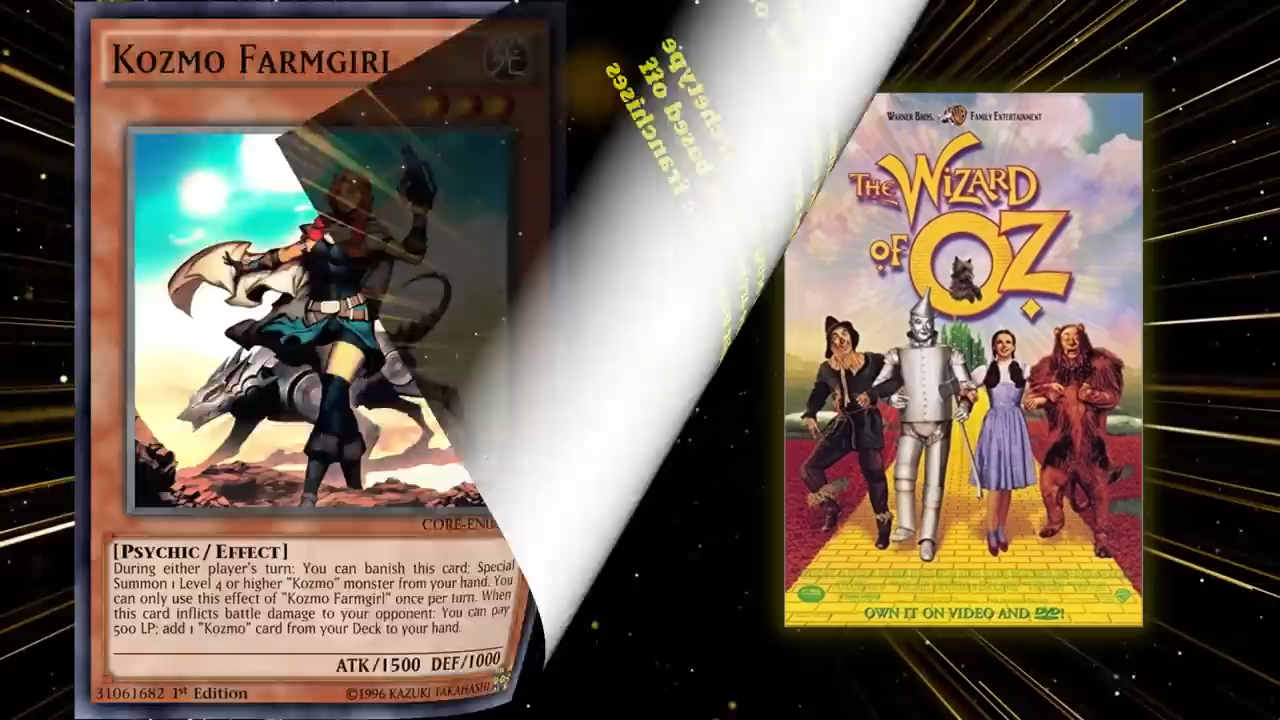 KOZMO FARMGIRL
[PSYCHIC / EFFECT]
During either player's turn: You can banish this card; Special
Summon 1 Level 4 or higher "Kozmo" monster from your hand. You
can only use this effect of "Kozmo Farmgirl" once per turn. When
this card inflicts battle damage to your opponent: You can pay
500 LP; add 1 "Kozmo" card from your Deck to your hand.
ATK/1500 DEF/1000
31061682 1st Edition
©1996 KAZUKI TAKAHASHI
based off
franchises
WARNER BROS.
FAMILY ENTERTAINMENT
THE WIZARD
OF OZ
OWN IT ON VIDEO AND DVD!